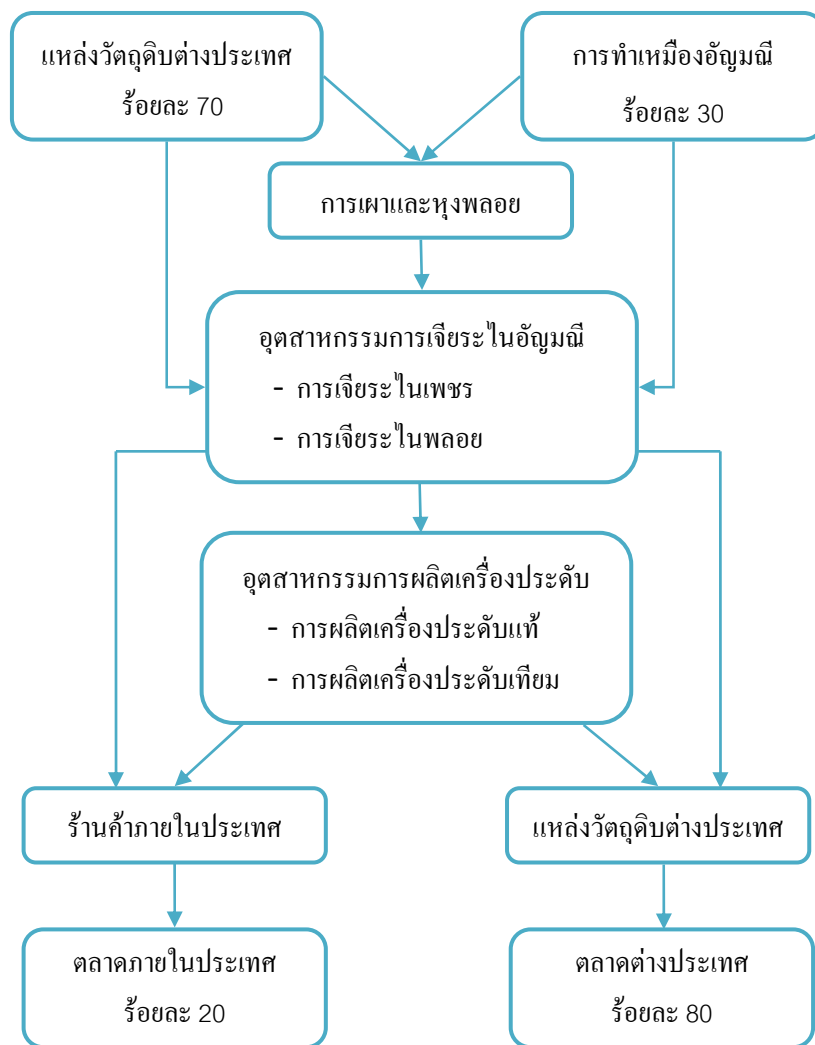 แหล่งวัตถุดิบต่างประเทศ
ร้อยละ 70
การทำเหมืองอัญมณี
ร้อยละ 30
การเผาและหุงพลอย
อุตสาหกรรมการเจียระไนอัญมณี
- การเจียระไนเพชร
- การเจียระไนพลอย
อุตสาหกรรมการผลิตเครื่องประดับ
- การผลิตเครื่องประดับแท้
- การผลิตเครื่องประดับเทียม
ร้านค้าภายในประเทศ
แหล่งวัตถุดิบต่างประเทศ
ตลาดภายในประเทศ
ร้อยละ 20
ตลาดต่างประเทศ
ร้อยละ 80